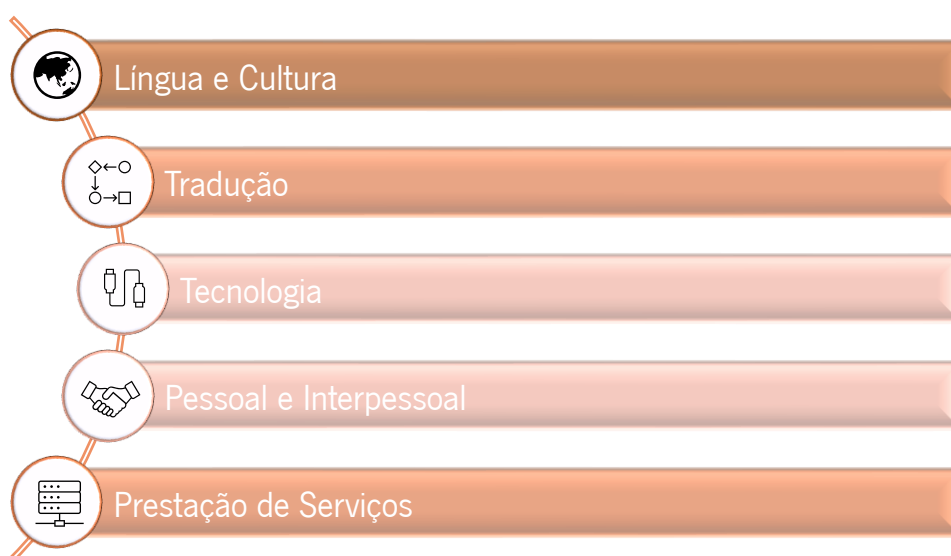 Língua e Cultura
Tradução
Tecnologia
Pessoal e Interpessoal
Prestação de Serviços